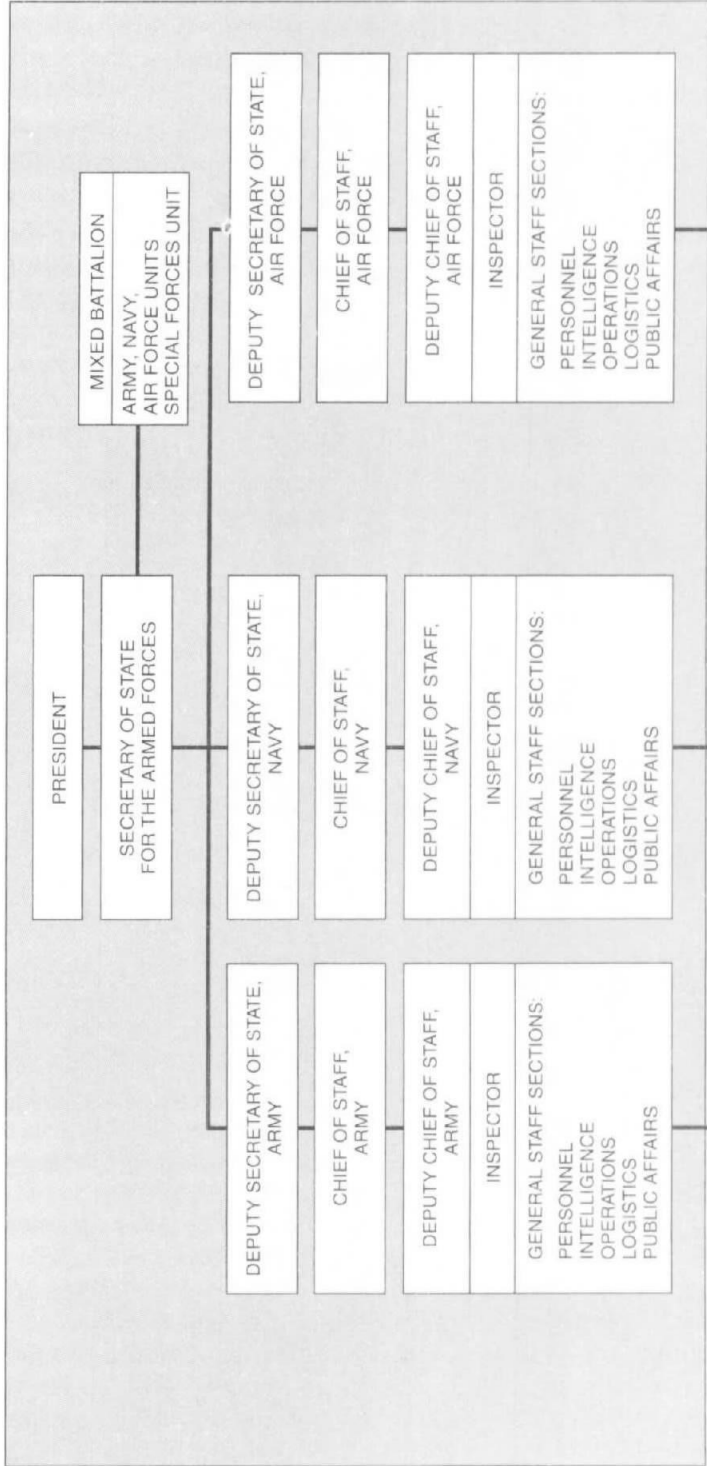 PRESIDENT
SECRETARY OF STATE
FOR THE ARMED FORCES
MIXED BATTALION
ARMY, NAVY,
AIR FORCE UNITS
SPECIAL FORCES UNIT
DEPUTY SECRETARY OF STATE,
ARMY
CHIEF OF STAFF,
ARMY
DEPUTY CHIEF OF STAFF,
ARMY
INSPECTOR
GENERAL STAFF SECTIONS:
PERSONNEL
INTELLIGENCE
OPERATIONS
LOGISTICS
PUBLIC AFFAIRS
DEPUTY SECRETARY OF STATE,
NAVY
CHIEF OF STAFF,
NAVY
DEPUTY CHIEF OF STAFF,
NAVY
INSPECTOR
GENERAL STAFF SECTIONS:
PERSONNEL
INTELLIGENCE
OPERATIONS
LOGISTICS
PUBLIC AFFAIRS
DEPUTY SECRETARY OF STATE,
AIR FORCE
CHIEF OF STAFF,
AIR FORCE
DEPUTY CHIEF OF STAFF,
AIR FORCE
INSPECTOR
GENERAL STAFF SECTIONS:
PERSONNEL
INTELLIGENCE
OPERATIONS
LOGISTICS
PUBLIC AFFAIRS